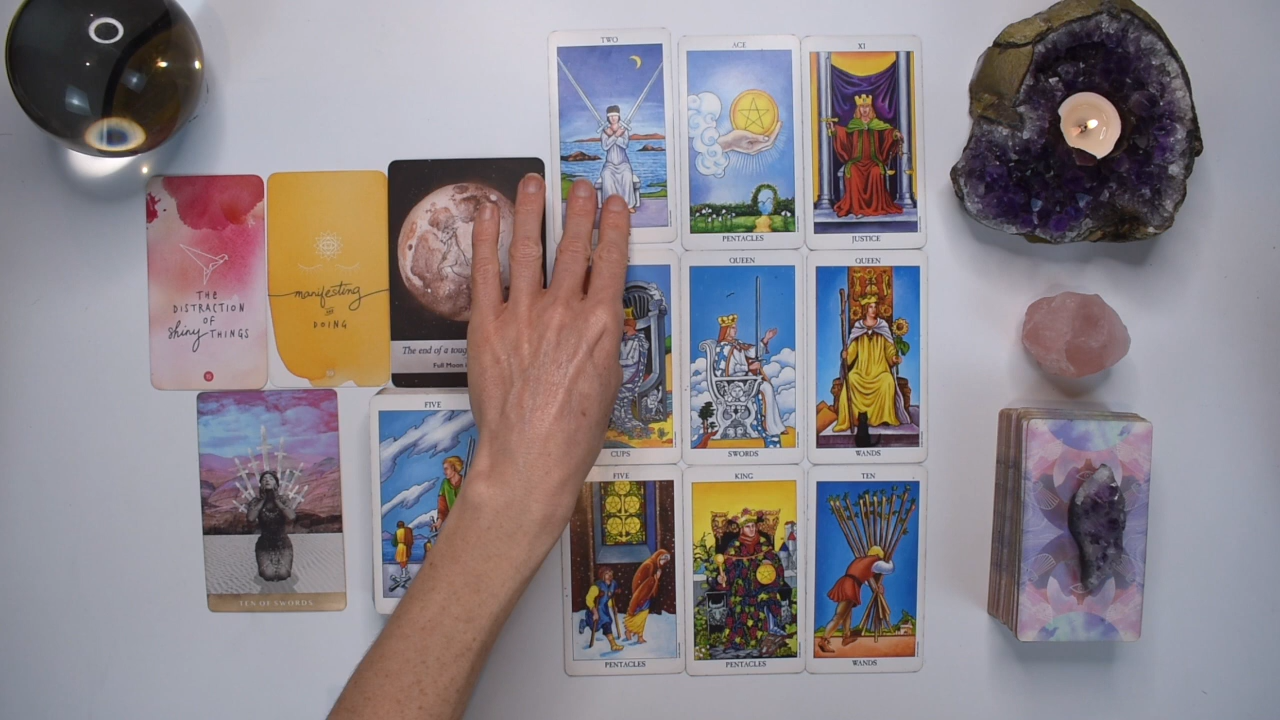 TWO
ACE
PENTACLES
XI
JUSTICE
THE
DISTRACTION
OF
shiny THINGS
manifesting
and
DOING
The end of a toug
Full Moon i
CUPS
QUEEN
SWORDS
QUEEN
WANDS
TEN OF SWORDS
FIVE
FIVE
PENTACLES
KING
PENTACLES
TEN
WANDS